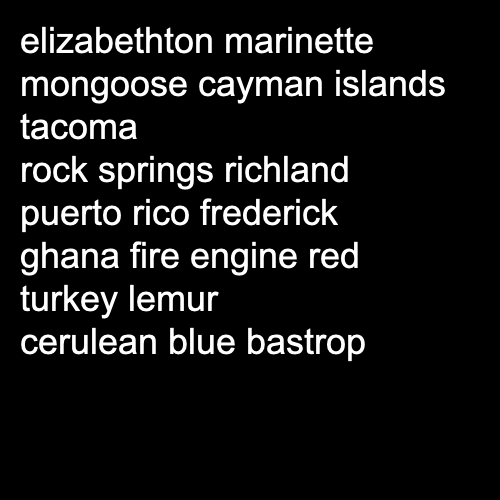 elizabethton marinette
mongoose cayman islands
tacoma
rock springs richland
puerto rico frederick
ghana fire engine red
turkey lemur
cerulean blue bastrop